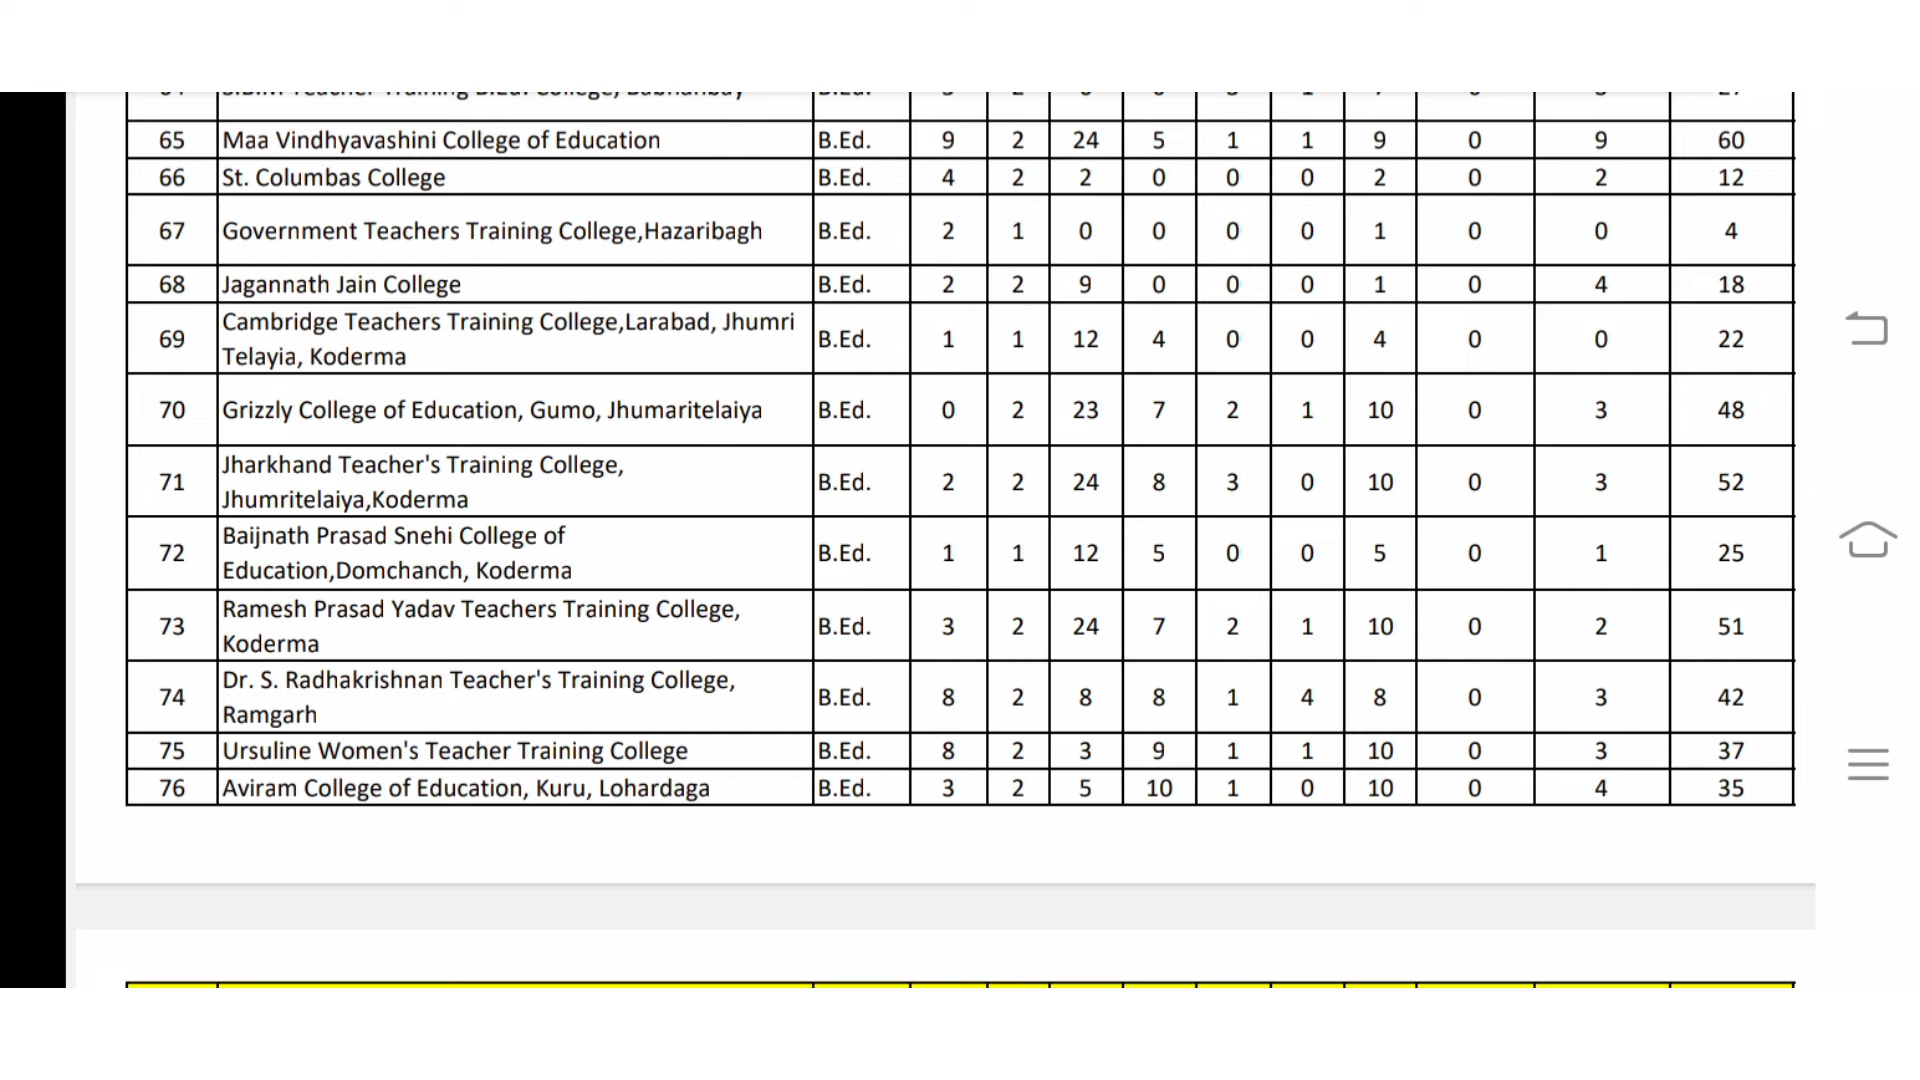 65 Maa Vindhyavashini College of Education B.Ed. 9 2 24 5 1 1 9 0 9 60
66 St. Columbas College B.Ed. 4 2 2 0 0 0 2 0 2 12
67 Government Teachers Training College,Hazaribagh B.Ed. 2 1 0 0 0 0 1 0 0 4
68 Jagannath Jain College B.Ed. 2 2 9 0 0 0 1 0 4 18
69 Cambridge Teachers Training College,Larabad, Jhumri
Telayia, Koderma B.Ed. 1 1 12 4 0 0 4 0 0 22
70 Grizzly College of Education, Gumo, Jhumaritelaiya B.Ed. 0 2 23 7 2 1 10 0 3 48
71 Jharkhand Teacher's Training College,
Jhumritelaiya,Koderma B.Ed. 2 2 24 8 3 0 10 0 3 52
72 Baijnath Prasad Snehi College of
Education,Domchanch, Koderma B.Ed. 1 1 12 5 0 0 5 0 1 25
73 Ramesh Prasad Yadav Teachers Training College,
Koderma B.Ed. 3 2 24 7 2 1 10 0 2 51
74 Dr. S. Radhakrishnan Teacher's Training College,
Ramgarh B.Ed. 8 2 8 8 1 4 8 0 3 42
75 Ursuline Women's Teacher Training College B.Ed. 8 2 3 9 1 1 10 0 3 37
76 Aviram College of Education, Kuru, Lohardaga B.Ed. 3 2 5 10 1 0 10 0 4 35